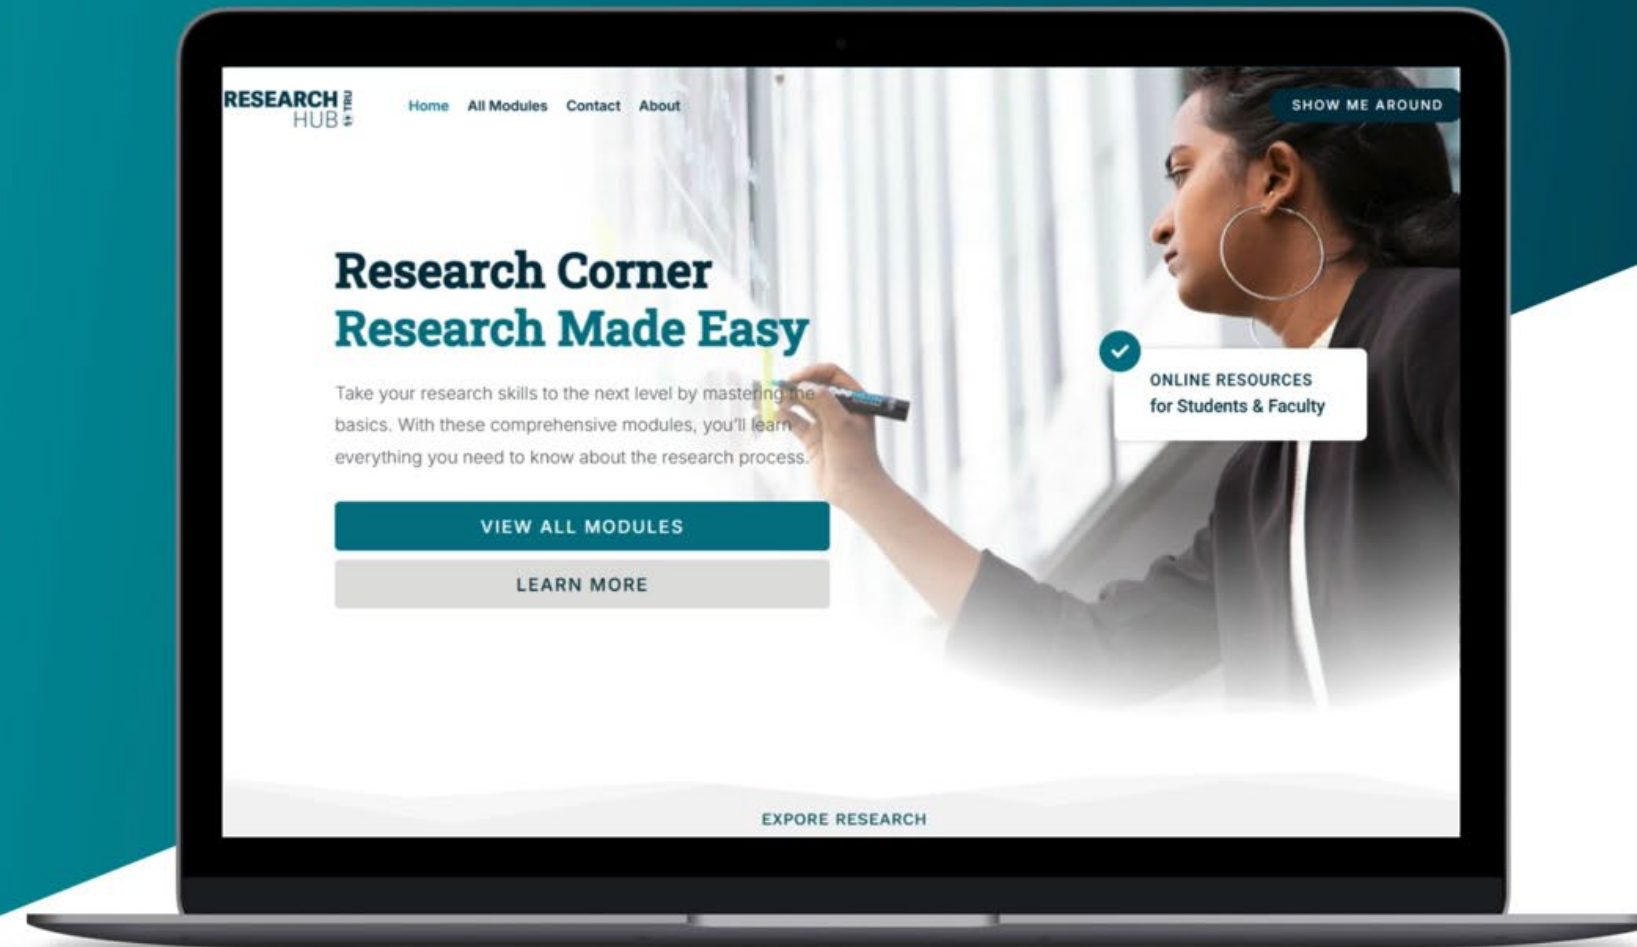 RESEARCH
HUB
TRU
Home All Modules Contact About
SHOW ME AROUND
Research Corner
Research Made Easy
Take your research skills to the next level by mastering the
basics. With these comprehensive modules, you'll learn
everything you need to know about the research process.
ONLINE RESOURCES
for Students & Faculty
VIEW ALL MODULES
LEARN MORE
EXPORE RESEARCH